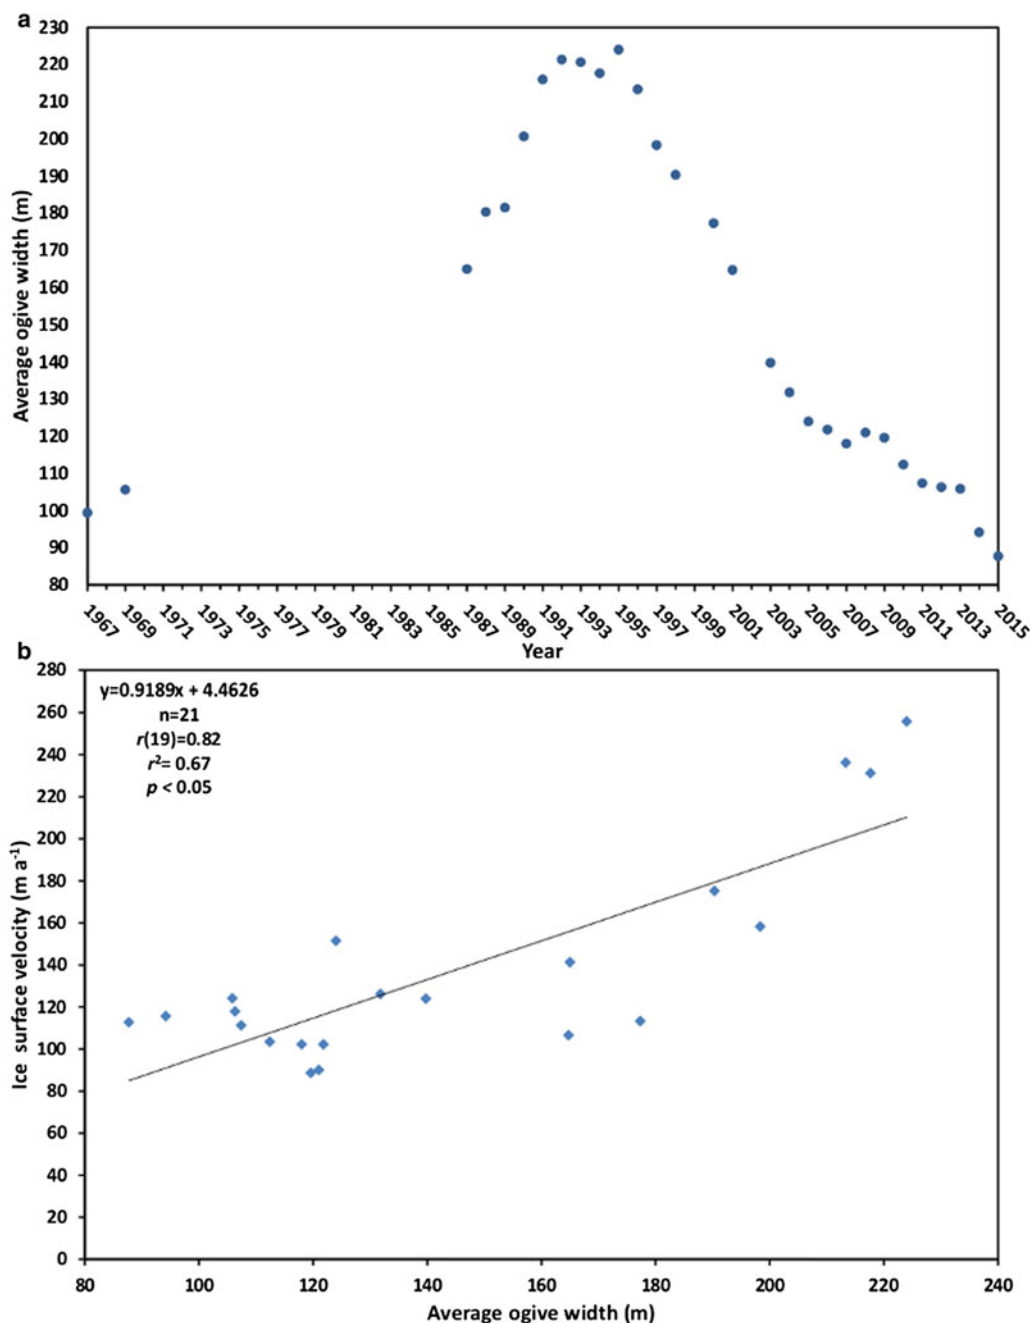 a
230
220
210
200
190
180
170
160
150
140
130
120
110
100
90
80
Average ogive width (m)
1967 1969 1971 1973 1975 1977 1979 1981 1983 1985 1987 1989 1991 1993 1995 1997 1999 2001 2003 2005 2007 2009 2011 2013 2015
Year
b
280
260
240
220
200
180
160
140
120
100
80
60
40
20
0
Ice surface velocity (m a⁻¹)
y=0.9189x + 4.4626
n=21
r(19)=0.82
r²= 0.67
p < 0.05
80 100 120 140 160 180 200 220 240
Average ogive width (m)